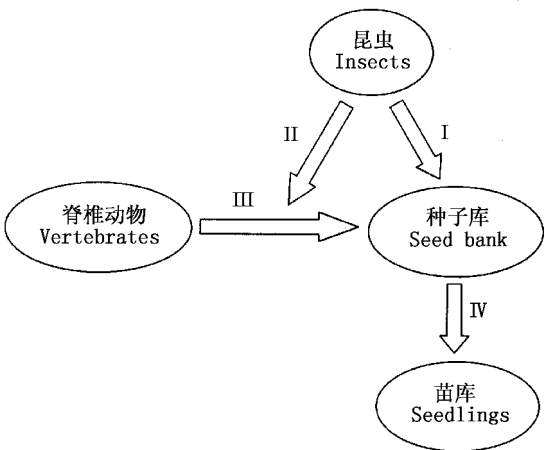 昆虫
Insects
II
I
脊椎动物
Vertebrates
III
种子库
Seed bank
IV
苗库
Seedlings